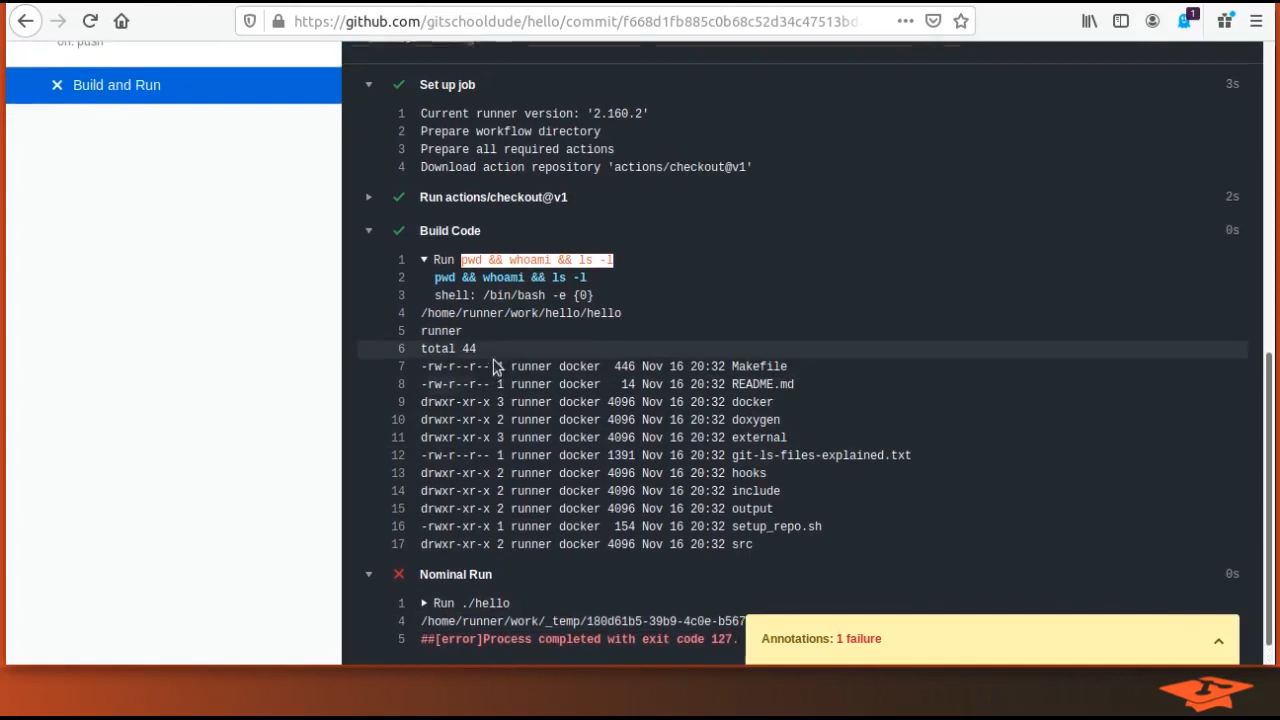 https://github.com/gitschooldude/hello/commit/f668d1fb885c0b68c52d34c47513bd
1
on: push
Build and Run
Set up job 3s
1 Current runner version: '2.160.2'
2 Prepare workflow directory
3 Prepare all required actions
4 Download action repository 'actions/checkout@v1'
Run actions/checkout@v1 2s
Build Code 0s
1 Run pwd && whoami && ls -l
2 pwd && whoami && ls -l
3 shell: /bin/bash -e {0}
4 /home/runner/work/hello/hello
5 runner
6 total 44
7 -rw-r--r-- 1 runner docker 446 Nov 16 20:32 Makefile
8 -rw-r--r-- 1 runner docker 14 Nov 16 20:32 README.md
9 drwxr-xr-x 3 runner docker 4096 Nov 16 20:32 docker
10 drwxr-xr-x 2 runner docker 4096 Nov 16 20:32 doxygen
11 drwxr-xr-x 3 runner docker 4096 Nov 16 20:32 external
12 -rw-r--r-- 1 runner docker 1391 Nov 16 20:32 git-ls-files-explained.txt
13 drwxr-xr-x 2 runner docker 4096 Nov 16 20:32 hooks
14 drwxr-xr-x 2 runner docker 4096 Nov 16 20:32 include
15 drwxr-xr-x 2 runner docker 4096 Nov 16 20:32 output
16 -rwxr-xr-x 1 runner docker 154 Nov 16 20:32 setup_repo.sh
17 drwxr-xr-x 2 runner docker 4096 Nov 16 20:32 src
Nominal Run 0s
1 Run ./hello
4 /home/runner/work/_temp/180d61b5-39b9-4c0e-b567
5 ##[error]Process completed with exit code 127.
Annotations: 1 failure